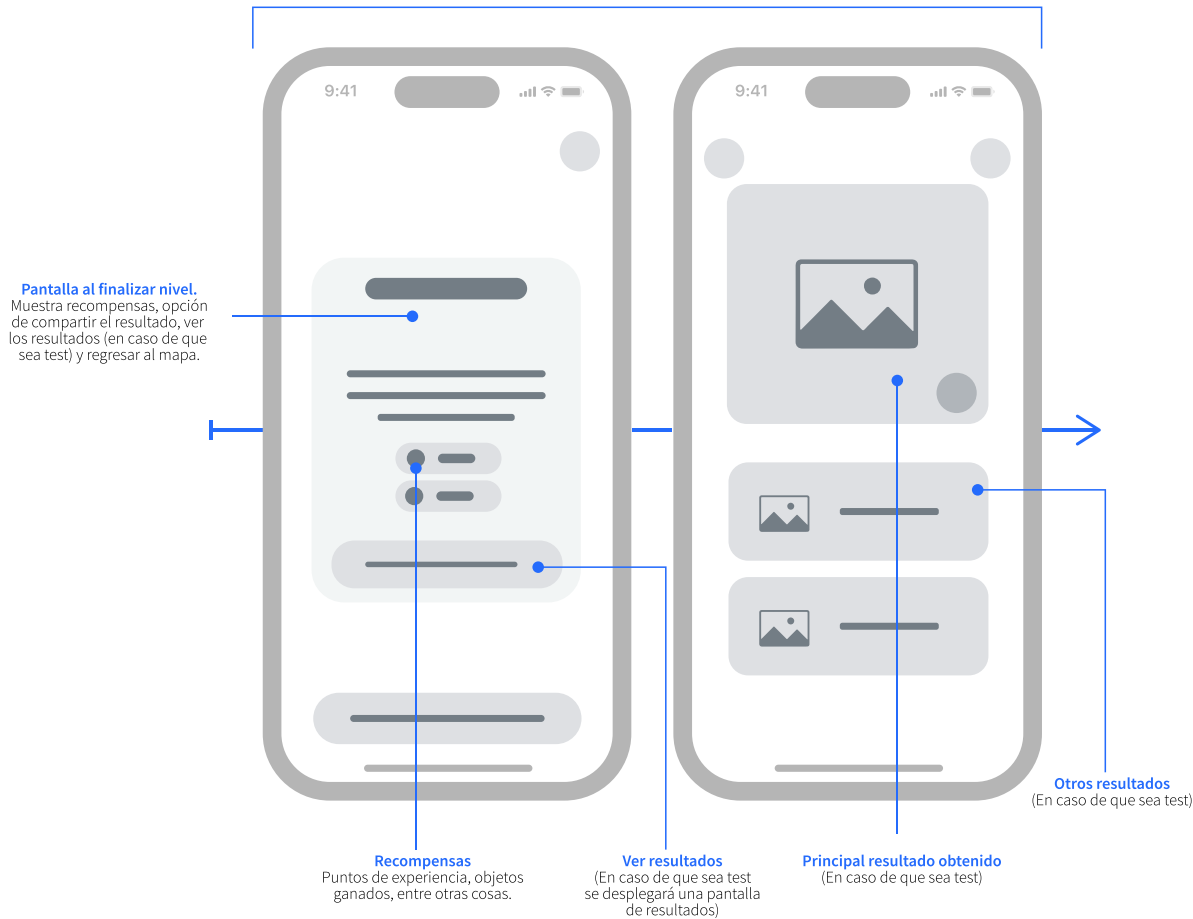 9:41
9:41
Pantalla al finalizar nivel.
Muestra recompensas, opción
de compartir el resultado, ver
los resultados (en caso de que
sea test) y regresar al mapa.
Otros resultados
(En caso de que sea test)
Recompensas
Puntos de experiencia, objetos
ganados, entre otras cosas.
Ver resultados
(En caso de que sea test
se desplegará una pantalla
de resultados)
Principal resultado obtenido
(En caso de que sea test)